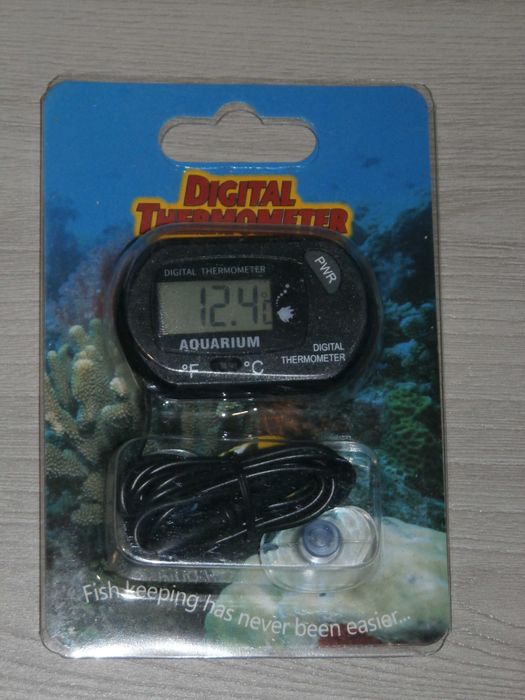 DIGITAL
THERMOMETER
DIGITAL THERMOMETER
PWR
12.4°C
AQUARIUM
DIGITAL
THERMOMETER
°F °C
Fish keeping has never been easier...